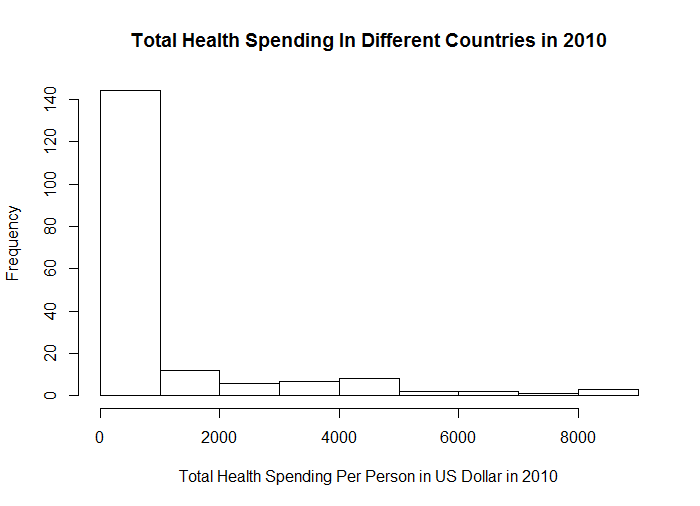 Total Health Spending In Different Countries in 2010
Frequency
140
120
100
80
60
40
20
0
0 2000 4000 6000 8000
Total Health Spending Per Person in US Dollar in 2010